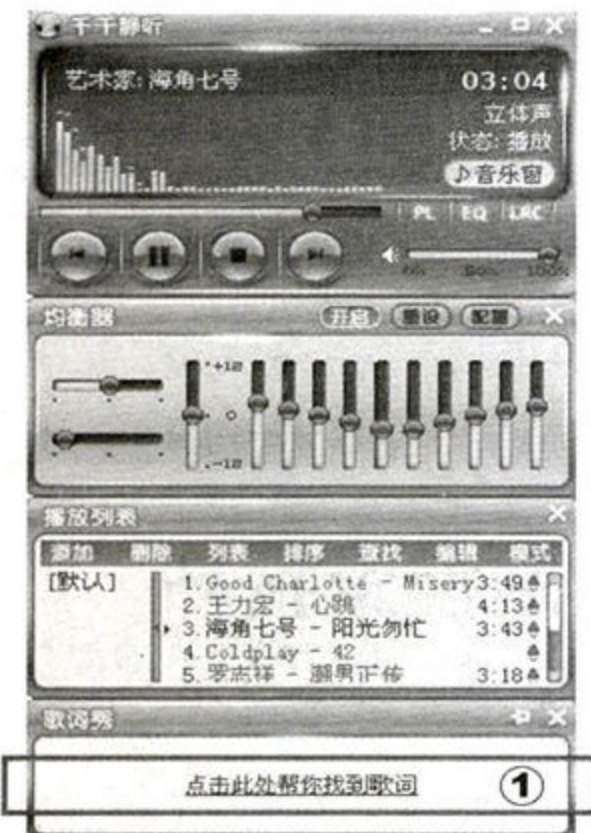 千千静听
艺术家: 海角七号 03:04
立体声
状态: 播放
音乐窗
PL EQ LRC
0% 50% 100%
均衡器 开启 重设 配置
+12
0
-12
播放列表
添加 删除 列表 排序 查找 编辑 模式
[默认]
1. Good Charlotte - Misery 3:49
2. 王力宏 - 心跳 4:13
3. 海角七号 - 阳光勿忙 3:43
4. Coldplay - 42
5. 罗志祥 - 潮男正传 3:18
歌词秀
点击此处帮你找到歌词 ①